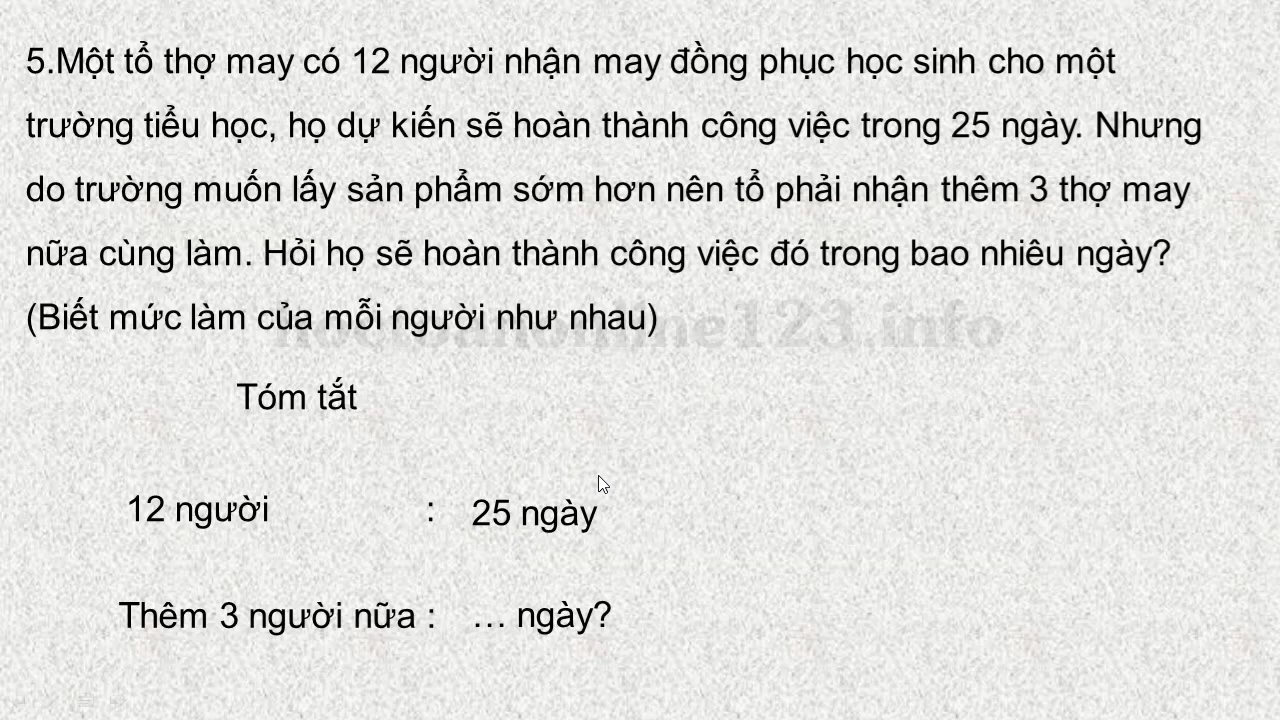 5.Một tổ thợ may có 12 người nhận may đồng phục học sinh cho một
trường tiểu học, họ dự kiến sẽ hoàn thành công việc trong 25 ngày. Nhưng
do trường muốn lấy sản phẩm sớm hơn nên tổ phải nhận thêm 3 thợ may
nữa cùng làm. Hỏi họ sẽ hoàn thành công việc đó trong bao nhiêu ngày?
(Biết mức làm của mỗi người như nhau)
Tóm tắt
12 người : 25 ngày
Thêm 3 người nữa : … ngày?